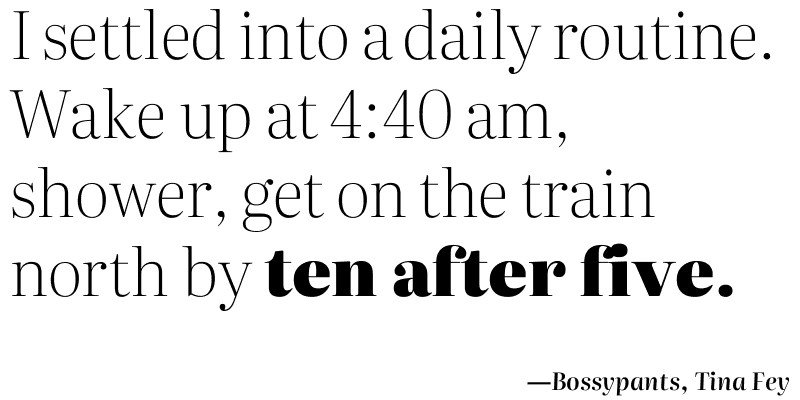 I settled into a daily routine.
Wake up at 4:40 am,
shower, get on the train
north by ten after five.
—Bossypants, Tina Fey